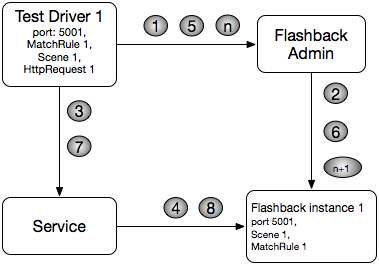 Test Driver 1
port: 5001,
MatchRule 1,
Scene 1,
HttpRequest 1
1 5 n
Flashback
Admin
3
7
2
6
n+1
Service
4 8
Flashback instance 1
port 5001,
Scene 1,
MatchRule 1